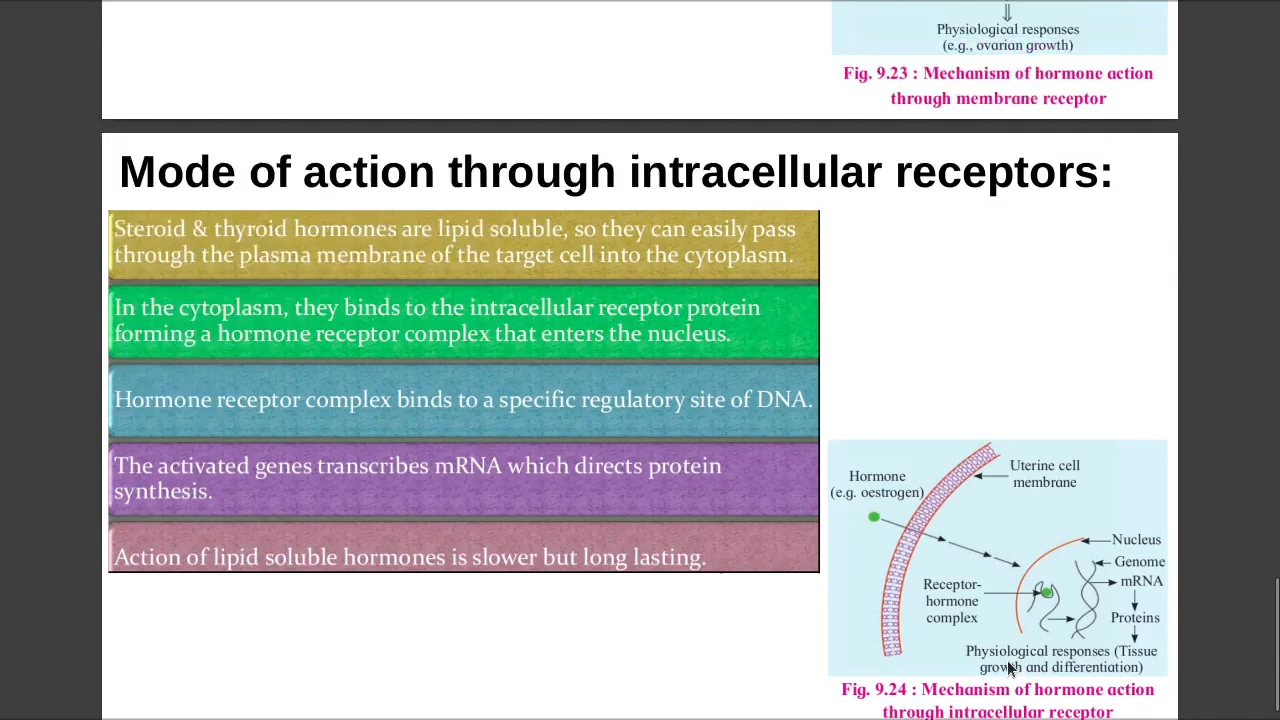 Physiological responses
(e.g., ovarian growth)
Fig. 9.23 : Mechanism of hormone action
through membrane receptor
Mode of action through intracellular receptors:
Steroid & thyroid hormones are lipid soluble, so they can easily pass
through the plasma membrane of the target cell into the cytoplasm.
In the cytoplasm, they binds to the intracellular receptor protein
forming a hormone receptor complex that enters the nucleus.
Hormone receptor complex binds to a specific regulatory site of DNA.
The activated genes transcribes mRNA which directs protein
synthesis.
Action of lipid soluble hormones is slower but long lasting.
Hormone
(e.g. oestrogen)
Uterine cell
membrane
Nucleus
Genome
mRNA
Receptor-
hormone
complex
Proteins
Physiological responses (Tissue
growth and differentiation)
Fig. 9.24 : Mechanism of hormone action
through intracellular receptor